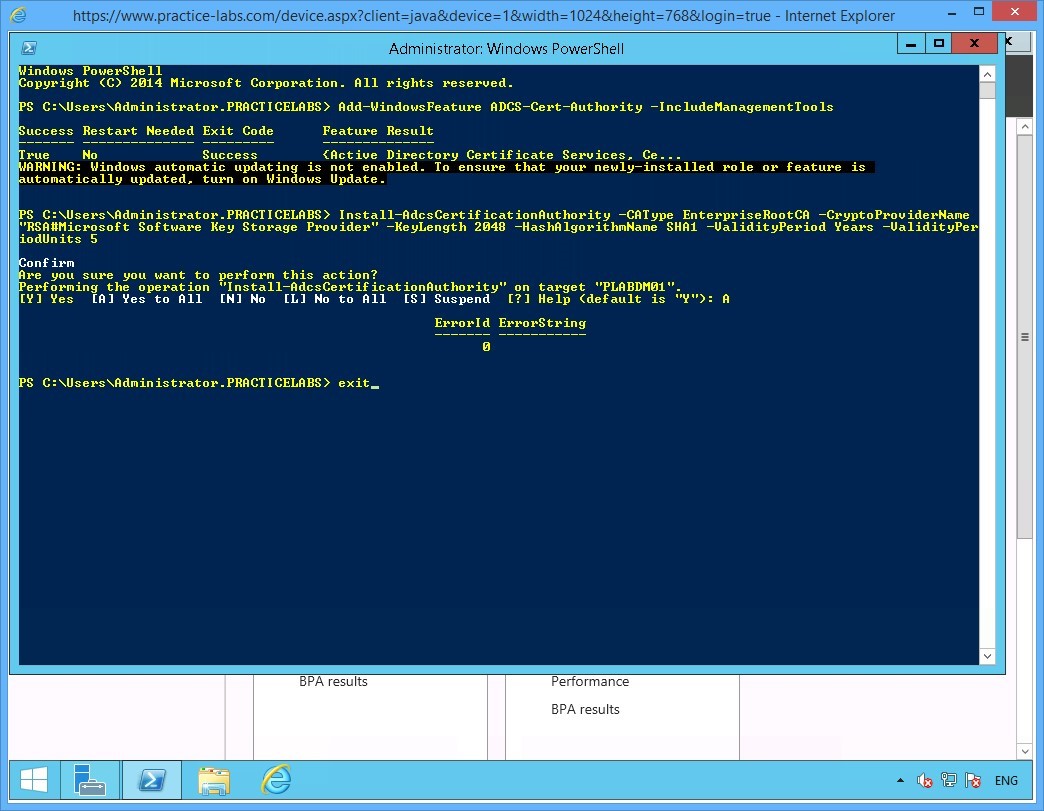 https://www.practice-labs.com/device.aspx?client=java&device=1&width=1024&height=768&login=true - Internet Explorer
Administrator: Windows PowerShell
Windows PowerShell
Copyright (C) 2014 Microsoft Corporation. All rights reserved.
PS C:\Users\Administrator.PRACTICELABS> Add-WindowsFeature ADCS-Cert-Authority -IncludeManagementTools
Success Restart Needed Exit Code      Feature Result
------- -------------- ---------      --------------
True    No             Success        {Active Directory Certificate Services, Ce...
WARNING: Windows automatic updating is not enabled. To ensure that your newly-installed role or feature is
automatically updated, turn on Windows Update.
PS C:\Users\Administrator.PRACTICELABS> Install-AdcsCertificationAuthority -CAType EnterpriseRootCA -CryptoProviderName
"RSA#Microsoft Software Key Storage Provider" -KeyLength 2048 -HashAlgorithmName SHA1 -ValidityPeriod Years -ValidityPer
iodUnits 5
Confirm
Are you sure you want to perform this action?
Performing the operation "Install-AdcsCertificationAuthority" on target "PLABDM01".
[Y] Yes  [A] Yes to All  [N] No  [L] No to All  [S] Suspend  [?] Help (default is "Y"): A
ErrorId ErrorString
------- -----------
0
PS C:\Users\Administrator.PRACTICELABS> exit_
BPA results
Performance
BPA results
ENG